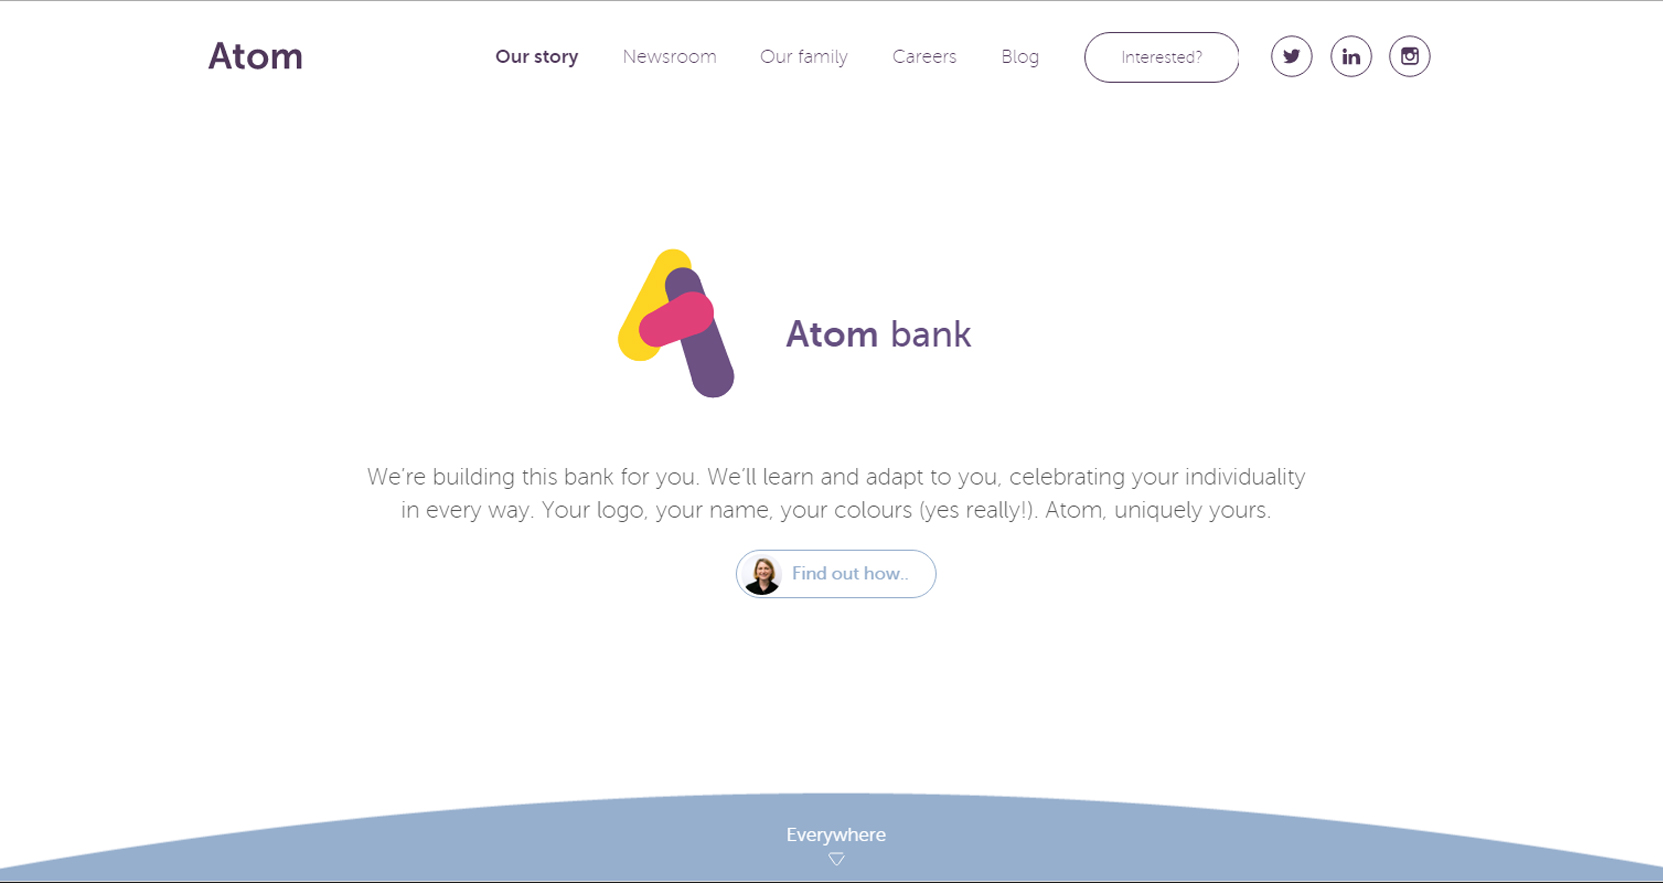 Atom
Our story
Newsroom
Our family
Careers
Blog
Interested?
Atom bank
We're building this bank for you. We'll learn and adapt to you, celebrating your individuality
in every way. Your logo, your name, your colours (yes really!). Atom, uniquely yours.
Find out how..
Everywhere